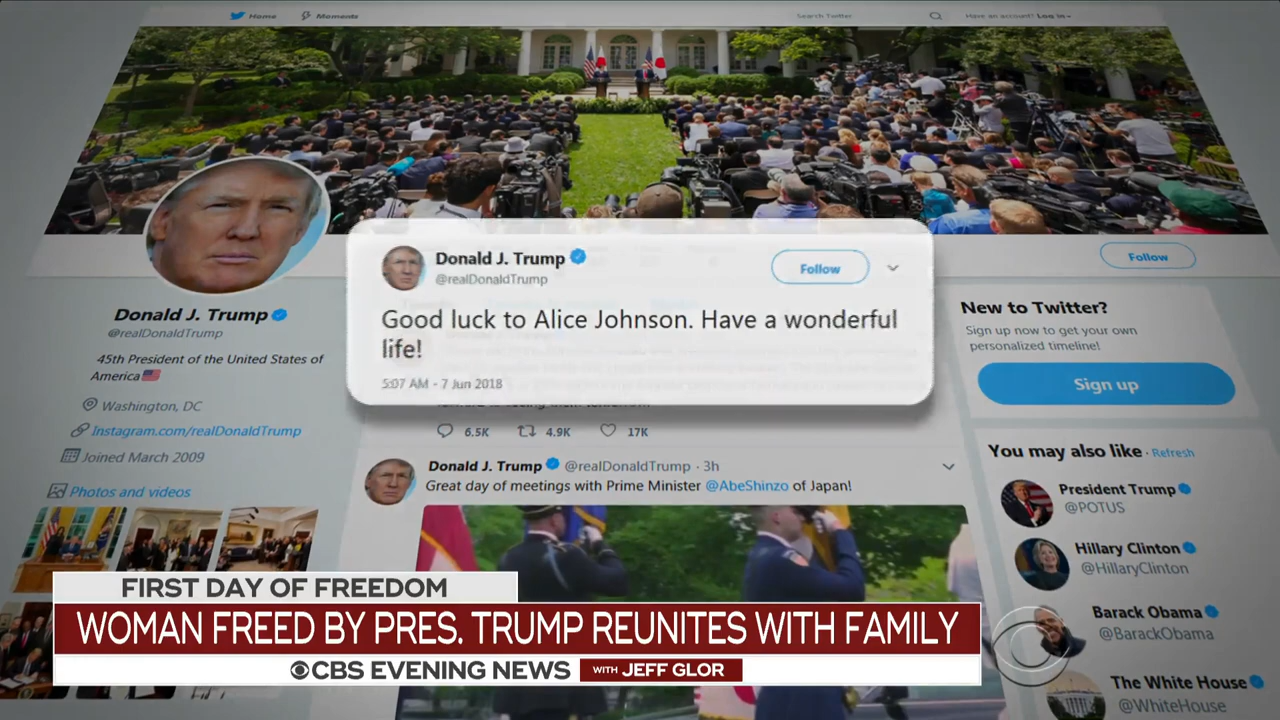 Home
Moments
Search Twitter
Have an account? Log in
Follow
Donald J. Trump
@realDonaldTrump
45th President of the United States of
America
Washington, DC
Instagram.com/realDonaldTrump
Joined March 2009
Photos and videos
Donald J. Trump
@realDonaldTrump
Follow
Good luck to Alice Johnson. Have a wonderful
life!
5:07 AM - 7 Jun 2018
6.5K 4.9K 17K
Donald J. Trump @realDonaldTrump · 3h
Great day of meetings with Prime Minister @AbeShinzo of Japan!
New to Twitter?
Sign up now to get your own
personalized timeline!
Sign up
You may also like · Refresh
President Trump
@POTUS
Hillary Clinton
@HillaryClinton
Barack Obama
@BarackObama
The White House
@WhiteHouse
FIRST DAY OF FREEDOM
WOMAN FREED BY PRES. TRUMP REUNITES WITH FAMILY
CBS EVENING NEWS WITH JEFF GLOR